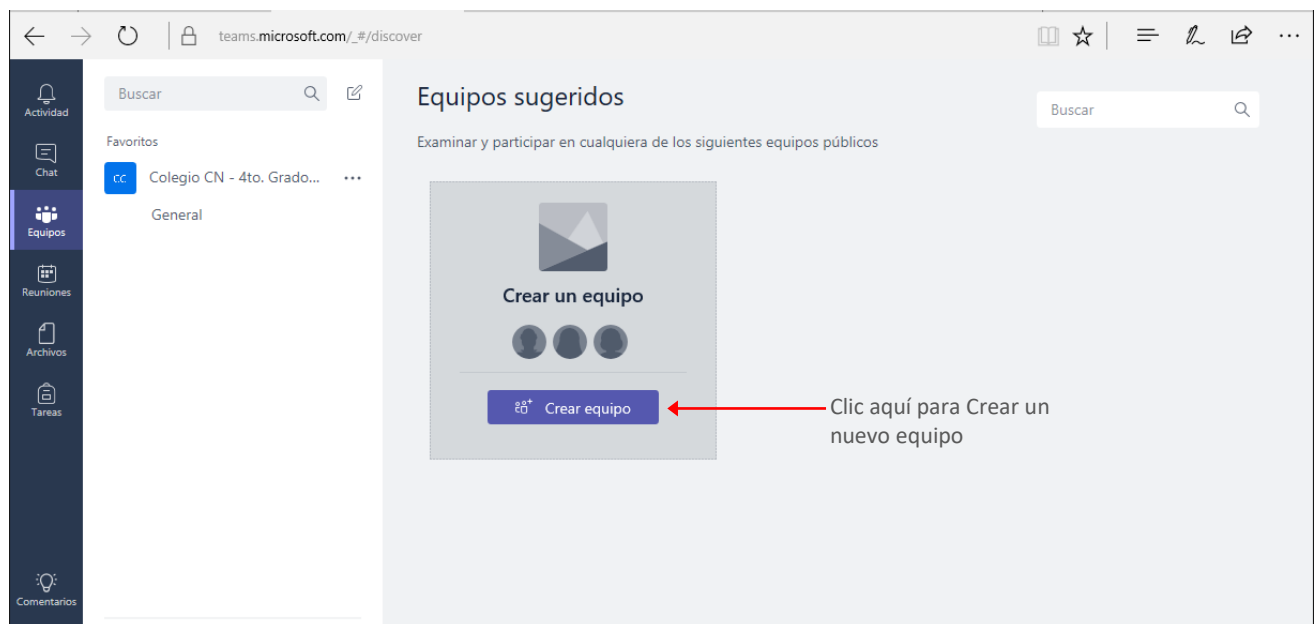 teams.microsoft.com/_#/discover
Actividad
Chat
Equipos
Reuniones
Archivos
Tareas
Comentarios
Buscar
Favoritos
CC Colegio CN - 4to. Grado...
General
Equipos sugeridos
Buscar
Examinar y participar en cualquiera de los siguientes equipos públicos
Crear un equipo
Crear equipo
Clic aquí para Crear un
nuevo equipo